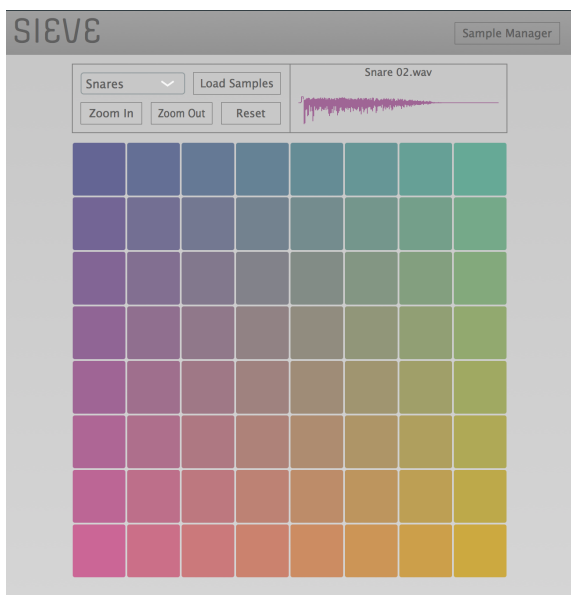 SIEVE
Sample Manager
Snares
Load Samples
Zoom In
Zoom Out
Reset
Snare 02.wav